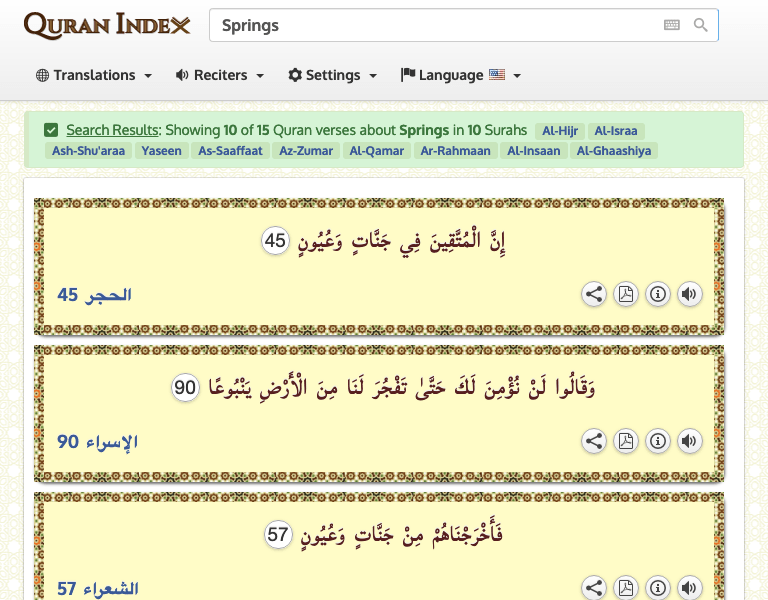 QURAN INDEX
Springs
Translations
Reciters
Settings
Language
Search Results: Showing 10 of 15 Quran verses about Springs in 10 Surahs Al-Hijr Al-Israa
Ash-Shu'araa Yaseen As-Saaffaat Az-Zumar Al-Qamar Ar-Rahmaan Al-Insaan Al-Ghaashiya
إِنَّ الْمُتَّقِينَ فِي جَنَّاتٍ وَعُيُونٍ 45
الحجر 45
وَقَالُوا لَنْ نُؤْمِنَ لَكَ حَتَّىٰ تَفْجُرَ لَنَا مِنَ الْأَرْضِ يَنْبُوعًا 90
الإسراء 90
فَأَخْرَجْنَاهُمْ مِنْ جَنَّاتٍ وَعُيُونٍ 57
الشعراء 57